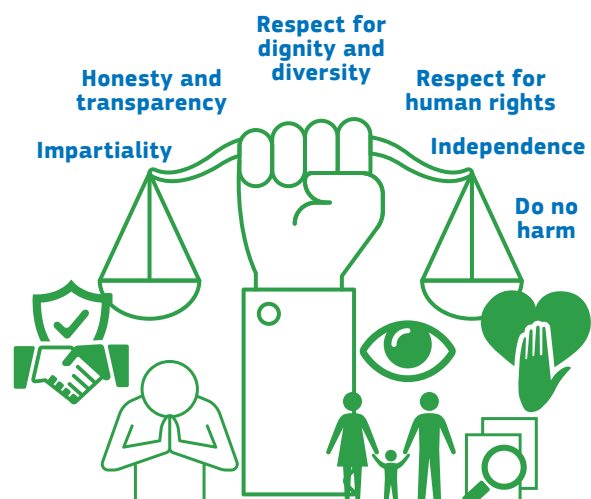 Respect for
dignity and
diversity
Honesty and
transparency
Respect for
human rights
Impartiality
Independence
Do no
harm